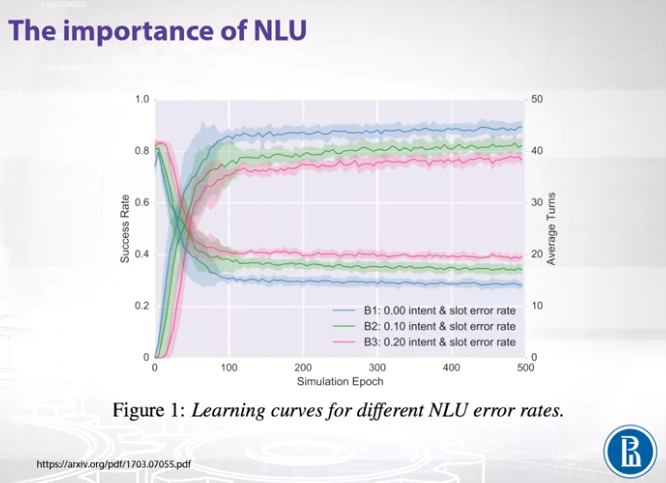 The importance of NLU
1.0
0.8
0.6
0.4
0.2
0
Success Rate
50
40
30
20
10
0
Average Turns
B1: 0.00 intent & slot error rate
B2: 0.10 intent & slot error rate
B3: 0.20 intent & slot error rate
0 100 200 300 400 500
Simulation Epoch
Figure 1: Learning curves for different NLU error rates.
https://arxiv.org/pdf/1703.07055.pdf